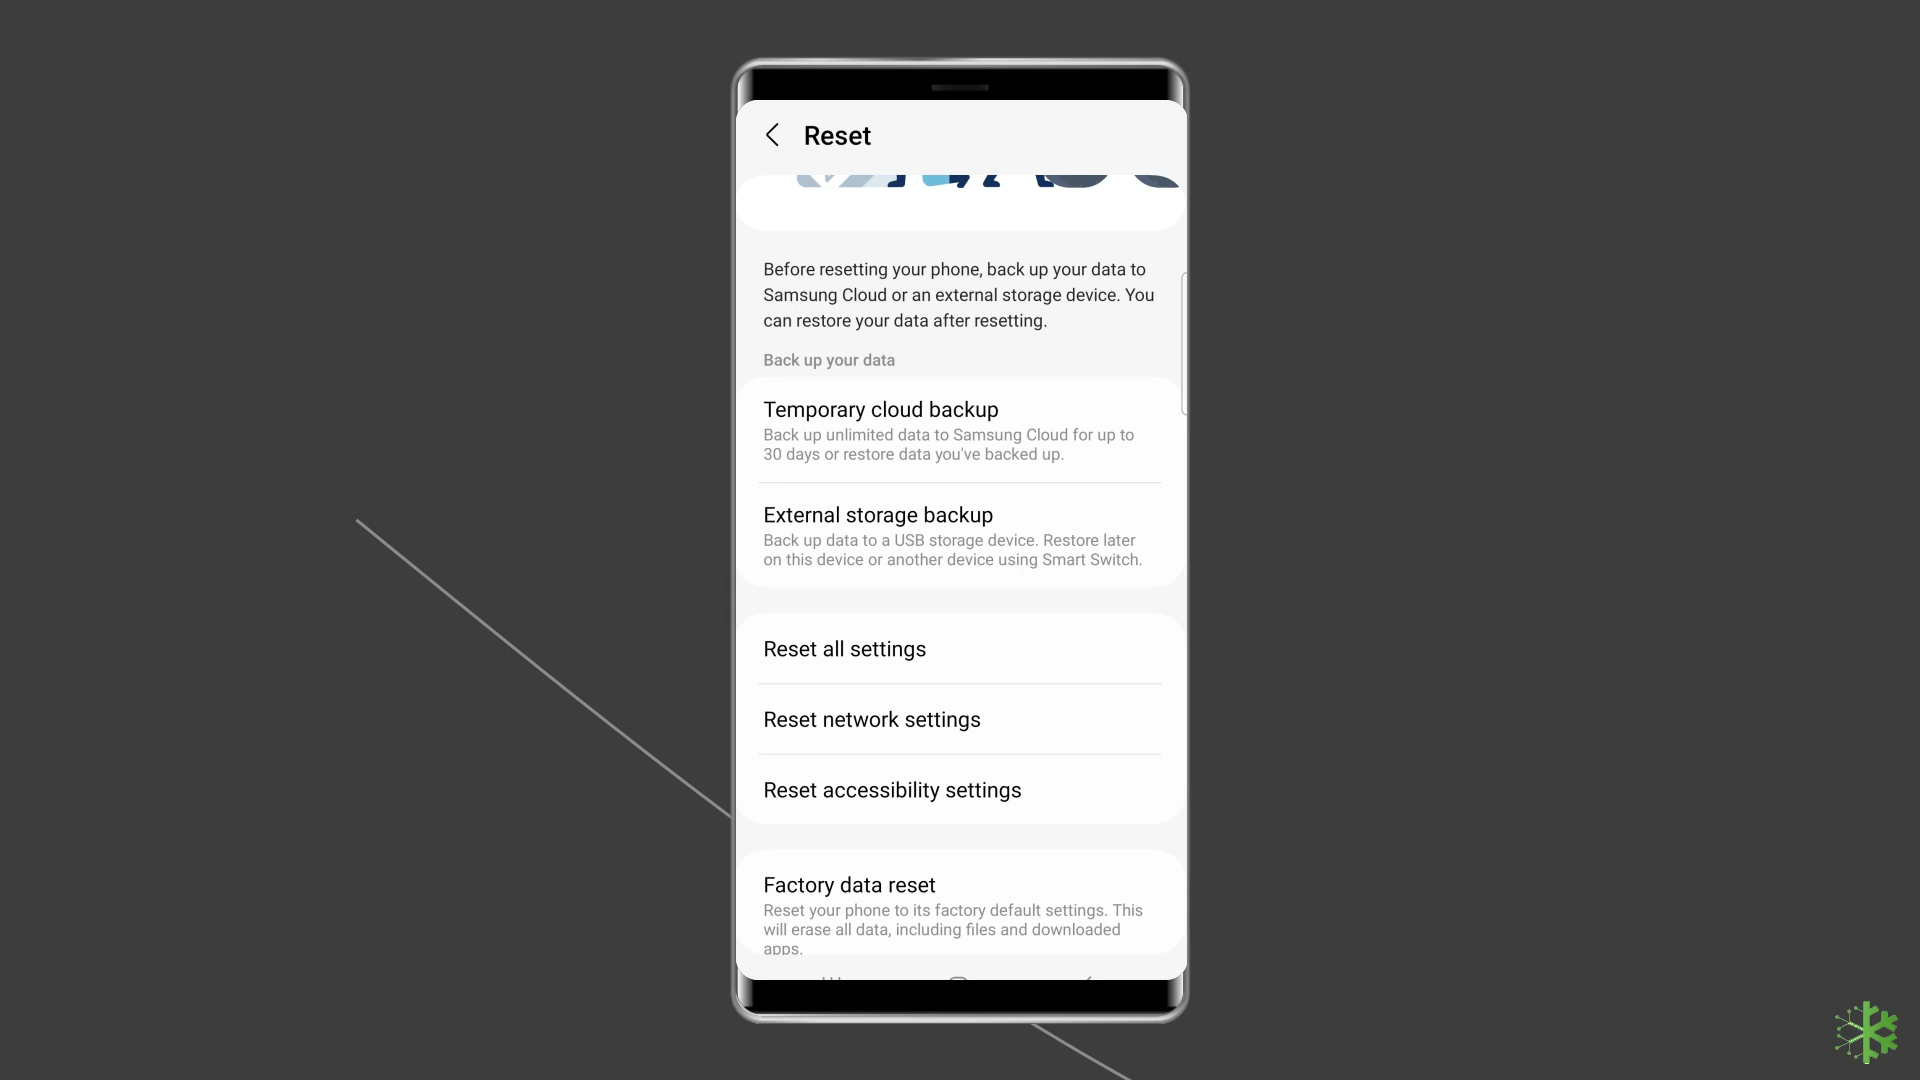 Reset
Before resetting your phone, back up your data to
Samsung Cloud or an external storage device. You
can restore your data after resetting.
Back up your data
Temporary cloud backup
Back up unlimited data to Samsung Cloud for up to
30 days or restore data you've backed up.
External storage backup
Back up data to a USB storage device. Restore later
on this device or another device using Smart Switch.
Reset all settings
Reset network settings
Reset accessibility settings
Factory data reset
Reset your phone to its factory default settings. This
will erase all data, including files and downloaded
apps.